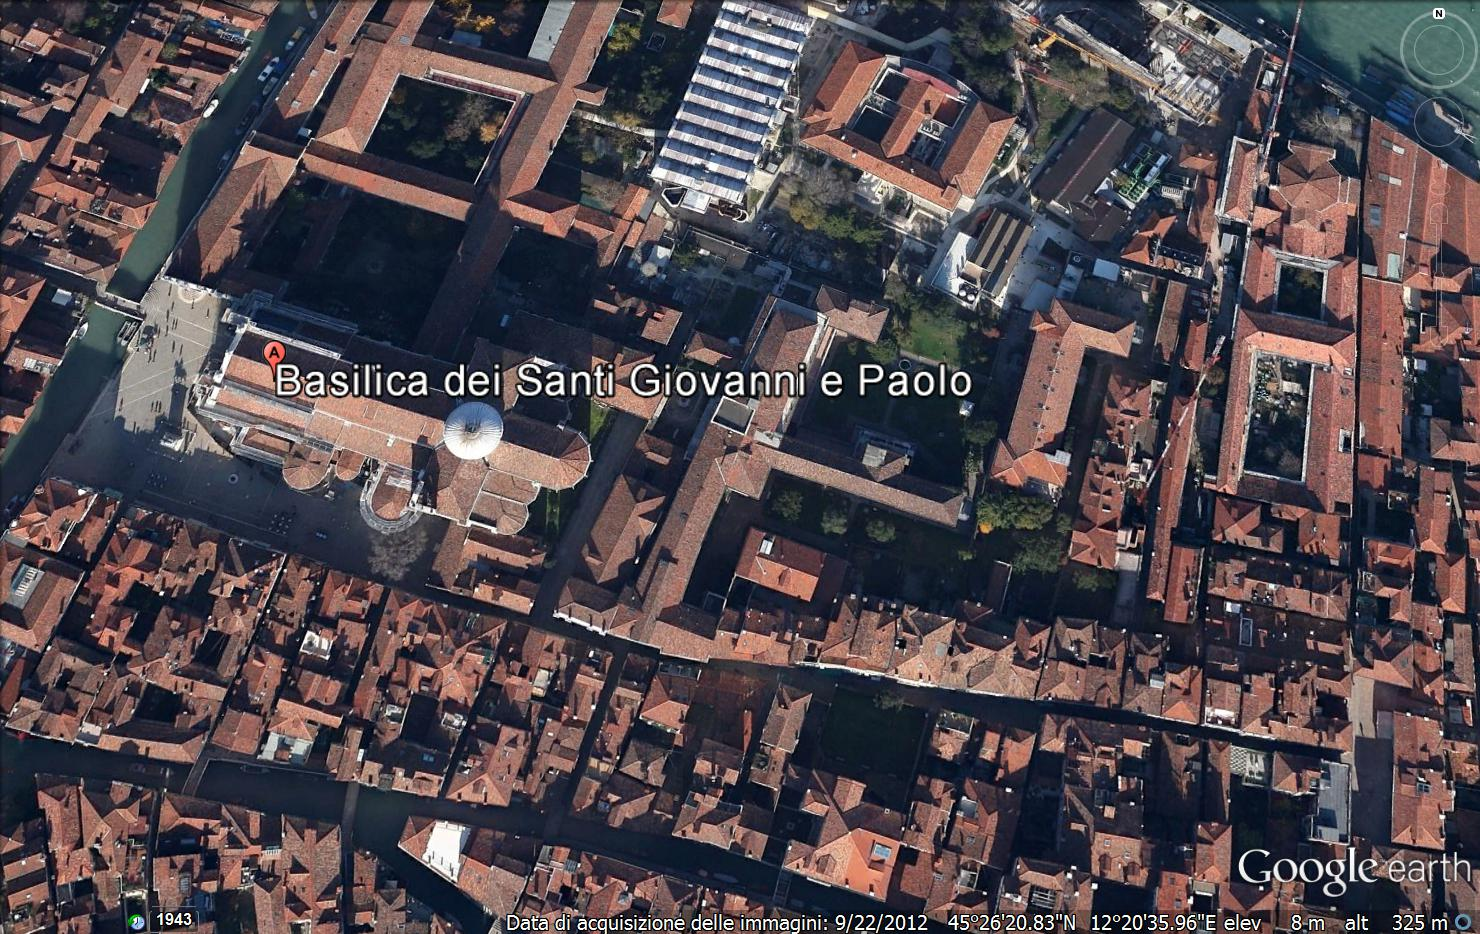 N
A
Basilica dei Santi Giovanni e Paolo
Google earth
1943
Data di acquisizione delle immagini: 9/22/2012 45°26'20.83"N 12°20'35.96"E elev 8 m alt 325 m